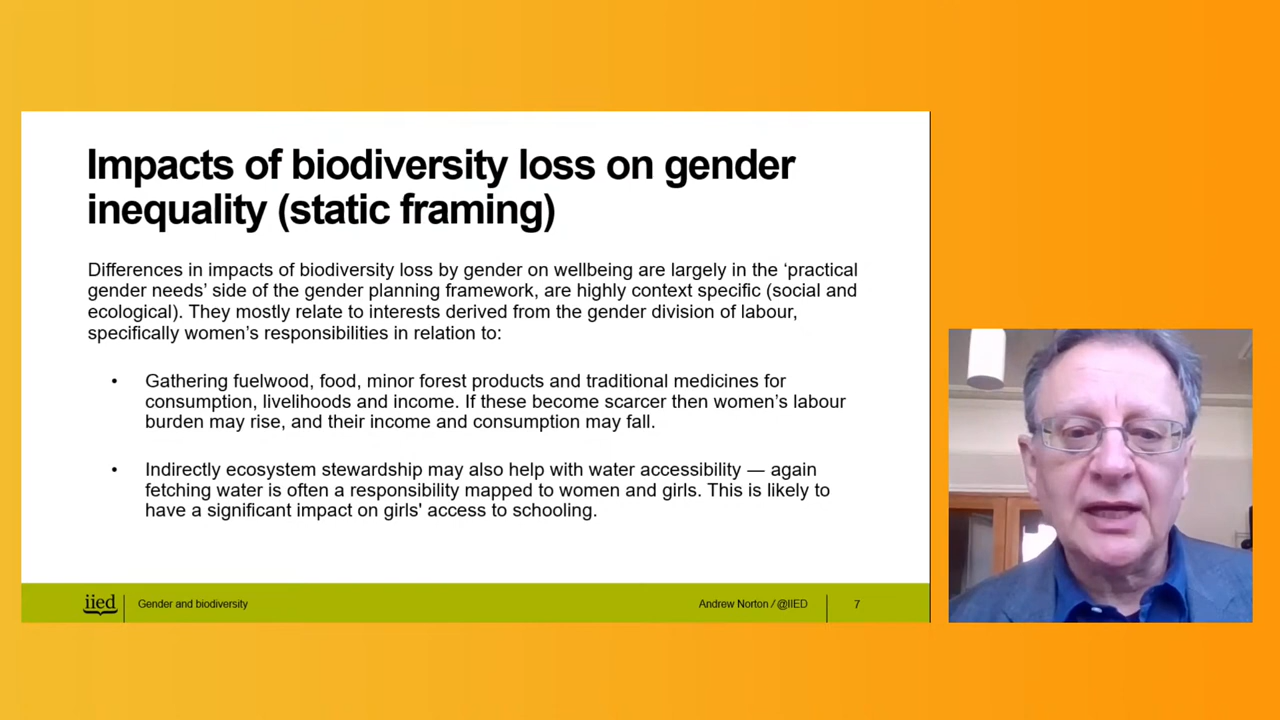 Impacts of biodiversity loss on gender
inequality (static framing)
Differences in impacts of biodiversity loss by gender on wellbeing are largely in the ‘practical
gender needs’ side of the gender planning framework, are highly context specific (social and
ecological). They mostly relate to interests derived from the gender division of labour,
specifically women’s responsibilities in relation to:
• Gathering fuelwood, food, minor forest products and traditional medicines for
consumption, livelihoods and income. If these become scarcer then women’s labour
burden may rise, and their income and consumption may fall.
• Indirectly ecosystem stewardship may also help with water accessibility — again
fetching water is often a responsibility mapped to women and girls. This is likely to
have a significant impact on girls' access to schooling.
iied Gender and biodiversity Andrew Norton / @IIED 7